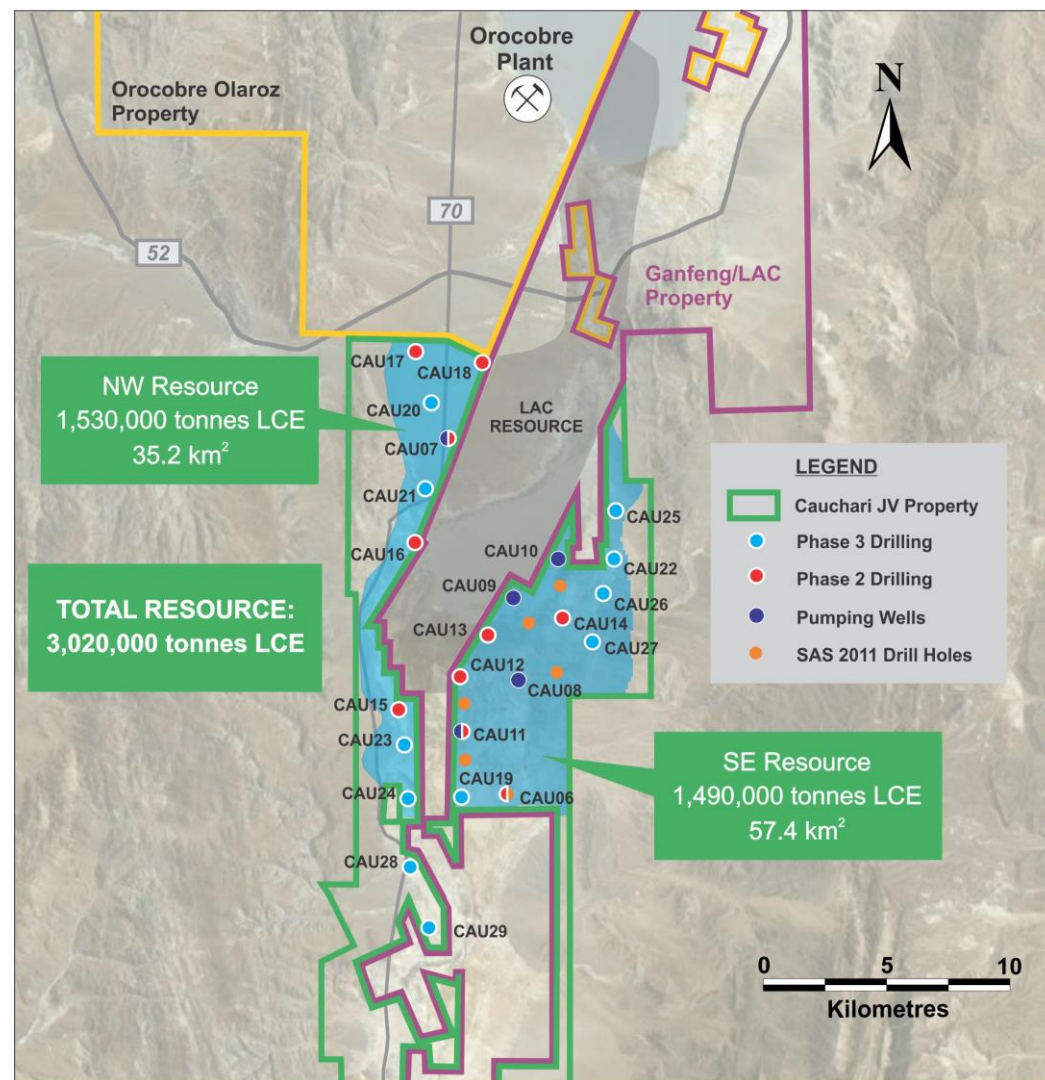 Orocobre
Plant
Orocobre Olaroz
Property
N
70
52
Ganfeng/LAC
Property
CAU17
CAU18
NW Resource
1,530,000 tonnes LCE
35.2 km²
CAU20
LAC
RESOURCE
CAU07
LEGEND
Cauchari JV Property
Phase 3 Drilling
Phase 2 Drilling
Pumping Wells
SAS 2011 Drill Holes
CAU21
CAU25
CAU16
CAU10
CAU22
CAU09
CAU26
TOTAL RESOURCE:
3,020,000 tonnes LCE
CAU13
CAU14
CAU27
CAU12
CAU08
CAU15
CAU11
CAU23
SE Resource
1,490,000 tonnes LCE
57.4 km²
CAU19
CAU24
CAU06
CAU28
CAU29
0 5 10
Kilometres